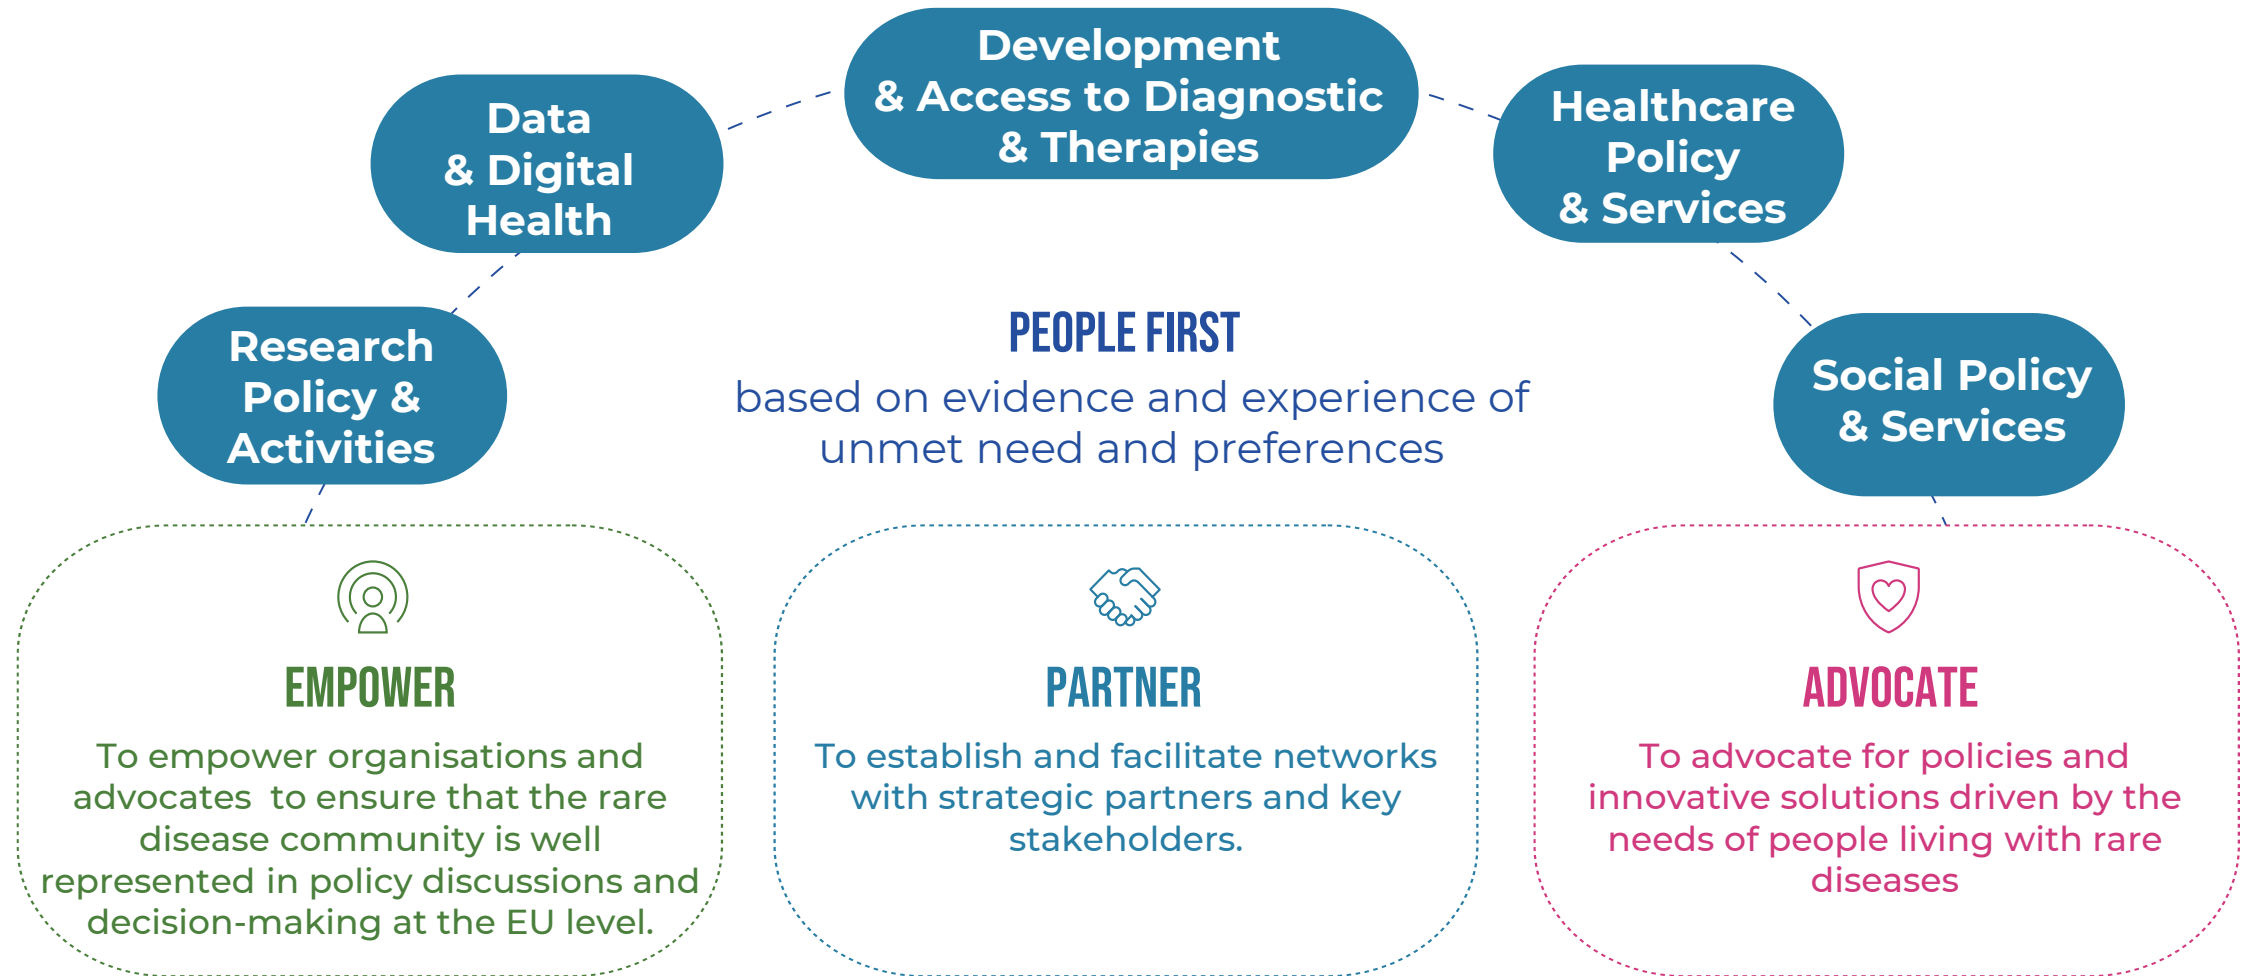 Development
& Access to Diagnostic
& Therapies
Data
& Digital
Health
Healthcare
Policy
& Services
Research
Policy &
Activities
Social Policy
& Services
PEOPLE FIRST
based on evidence and experience of
unmet need and preferences
EMPOWER
To empower organisations and
advocates  to ensure that the rare
disease community is well
represented in policy discussions and
decision-making at the EU level.
PARTNER
To establish and facilitate networks
with strategic partners and key
stakeholders.
ADVOCATE
To advocate for policies and
innovative solutions driven by the
needs of people living with rare
diseases